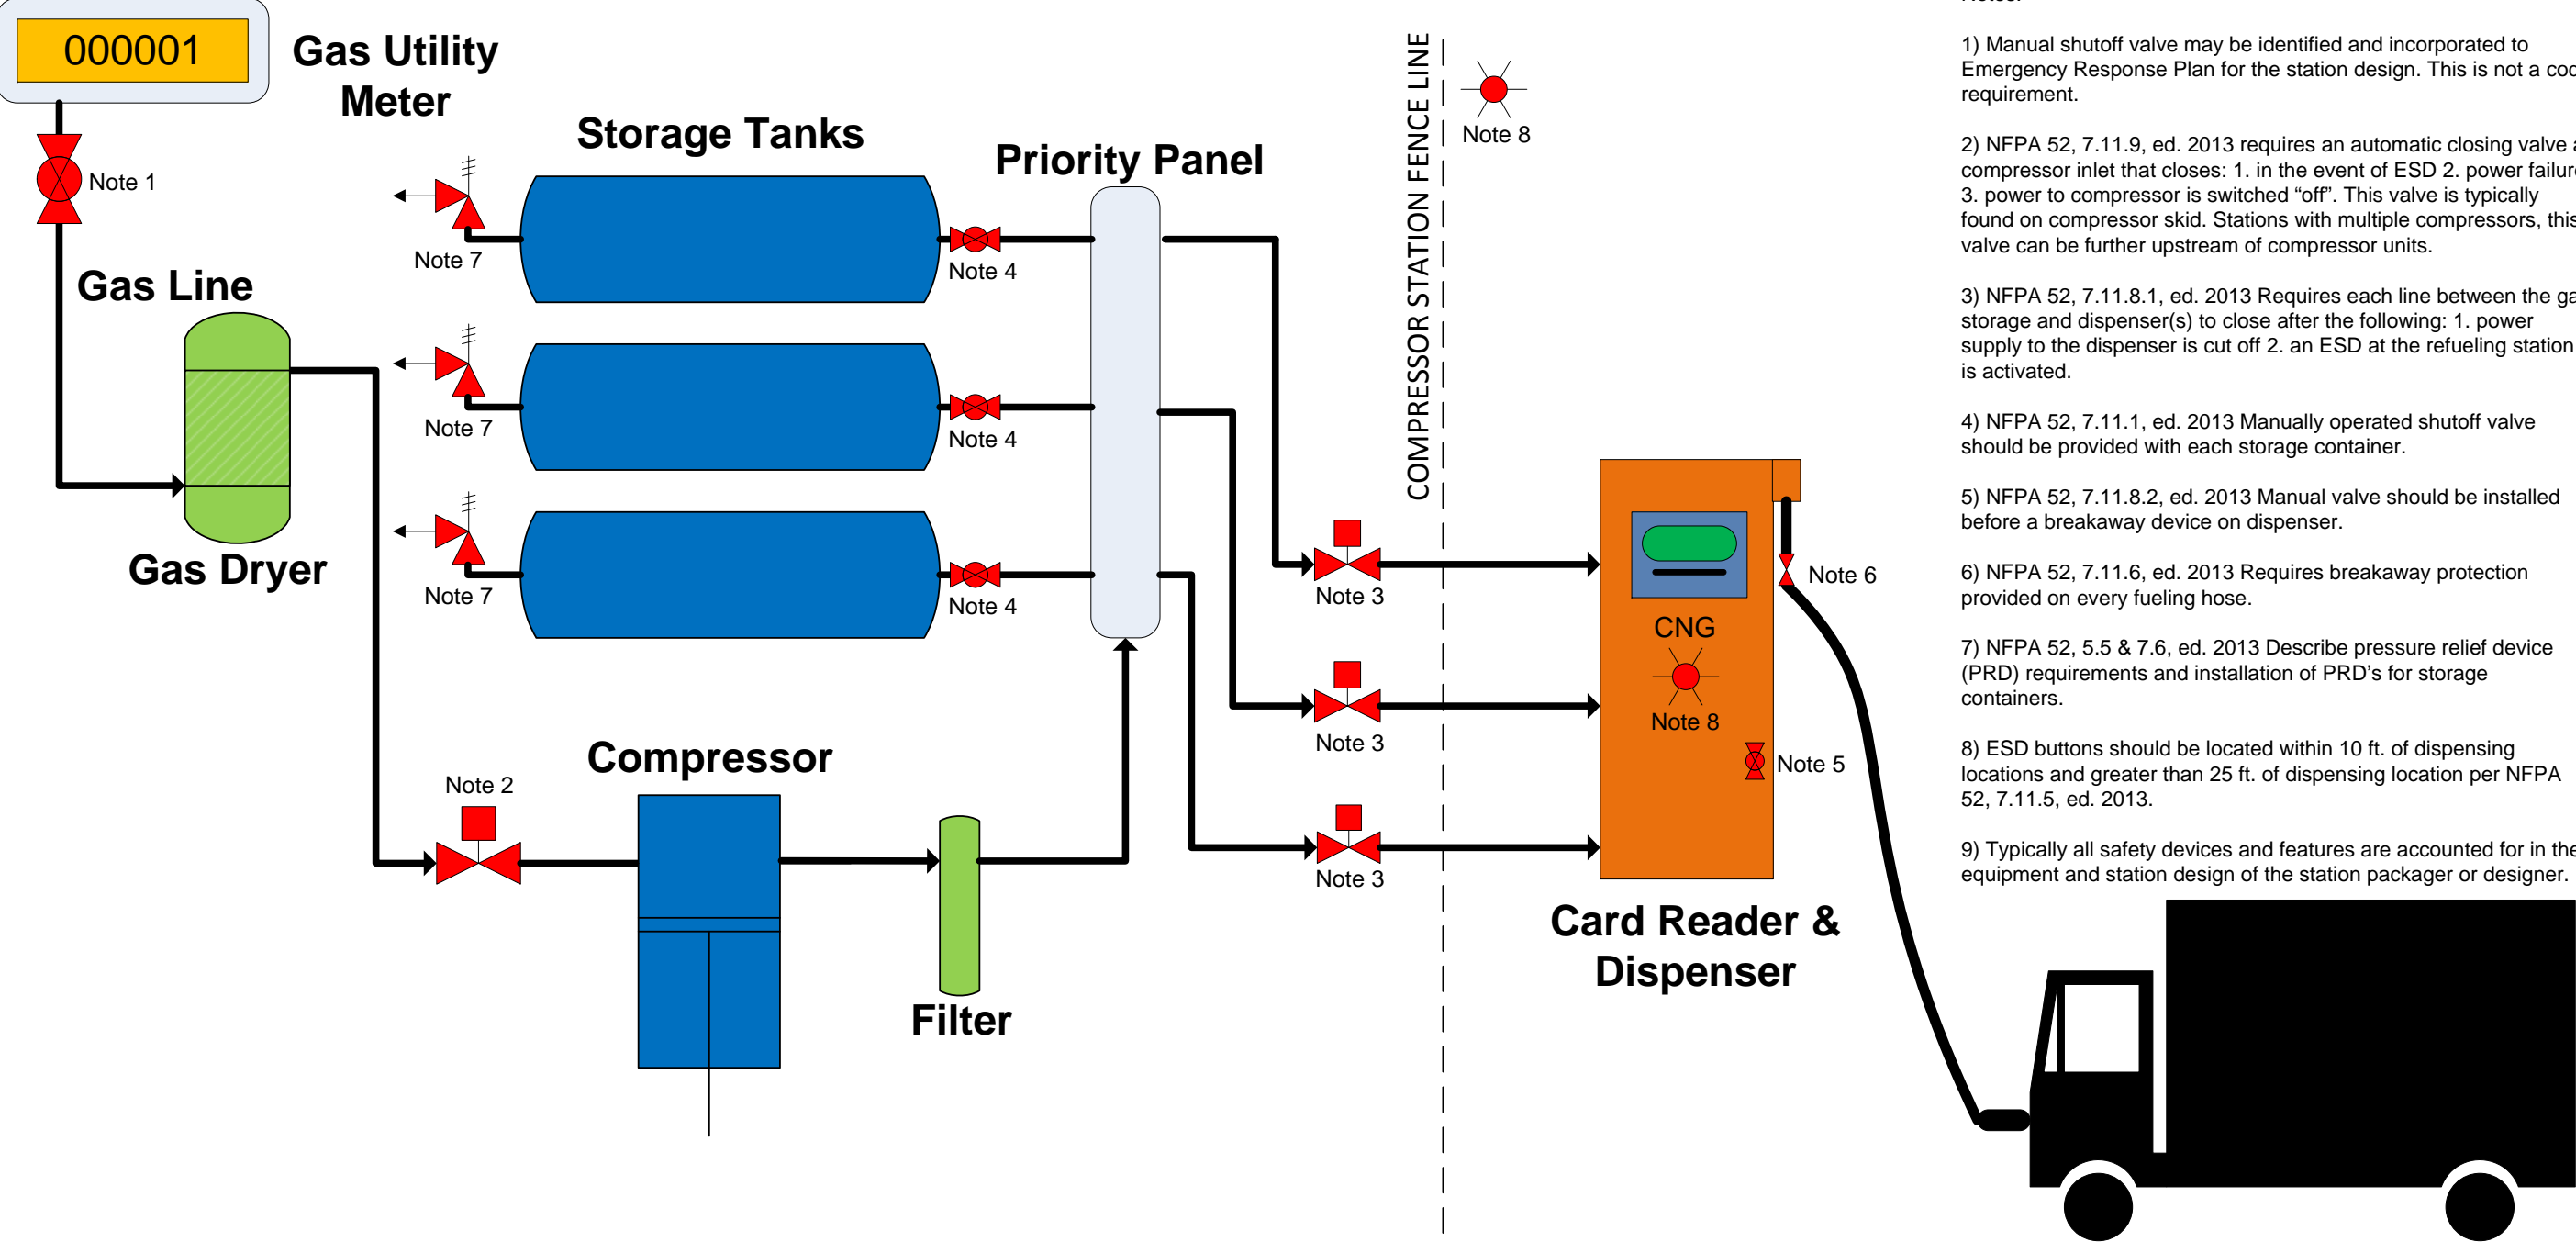 000001
Gas Utility
Meter
Note 1
Gas Line
Gas Dryer
Storage Tanks
Note 7
Note 4
Note 7
Note 4
Note 7
Note 4
Priority Panel
COMPRESSOR STATION FENCE LINE
Note 8
Note 3
Note 3
Note 3
Note 2
Compressor
Filter
CNG
Note 8
Note 6
Note 5
Card Reader &
Dispenser
1) Manual shutoff valve may be identified and incorporated to
Emergency Response Plan for the station design. This is not a
requirement.
2) NFPA 52, 7.11.9, ed. 2013 requires an automatic closing valve
compressor inlet that closes: 1. in the event of ESD 2. power
3. power to compressor is switched “off”. This valve is typically
found on compressor skid. Stations with multiple compressors, this
valve can be further upstream of compressor units.
3) NFPA 52, 7.11.8.1, ed. 2013 Requires each line between the
storage and dispenser(s) to close after the following: 1. power
supply to the dispenser is cut off 2. an ESD at the refueling station
is activated.
4) NFPA 52, 7.11.1, ed. 2013 Manually operated shutoff valve
should be provided with each storage container.
5) NFPA 52, 7.11.8.2, ed. 2013 Manual valve should be installed
before a breakaway device on dispenser.
6) NFPA 52, 7.11.6, ed. 2013 Requires breakaway protection
provided on every fueling hose.
7) NFPA 52, 5.5 & 7.6, ed. 2013 Describe pressure relief device
(PRD) requirements and installation of PRD’s for storage
containers.
8) ESD buttons should be located within 10 ft. of dispensing
locations and greater than 25 ft. of dispensing location per NFPA
52, 7.11.5, ed. 2013.
9) Typically all safety devices and features are accounted for in the
equipment and station design of the station packager or designer.